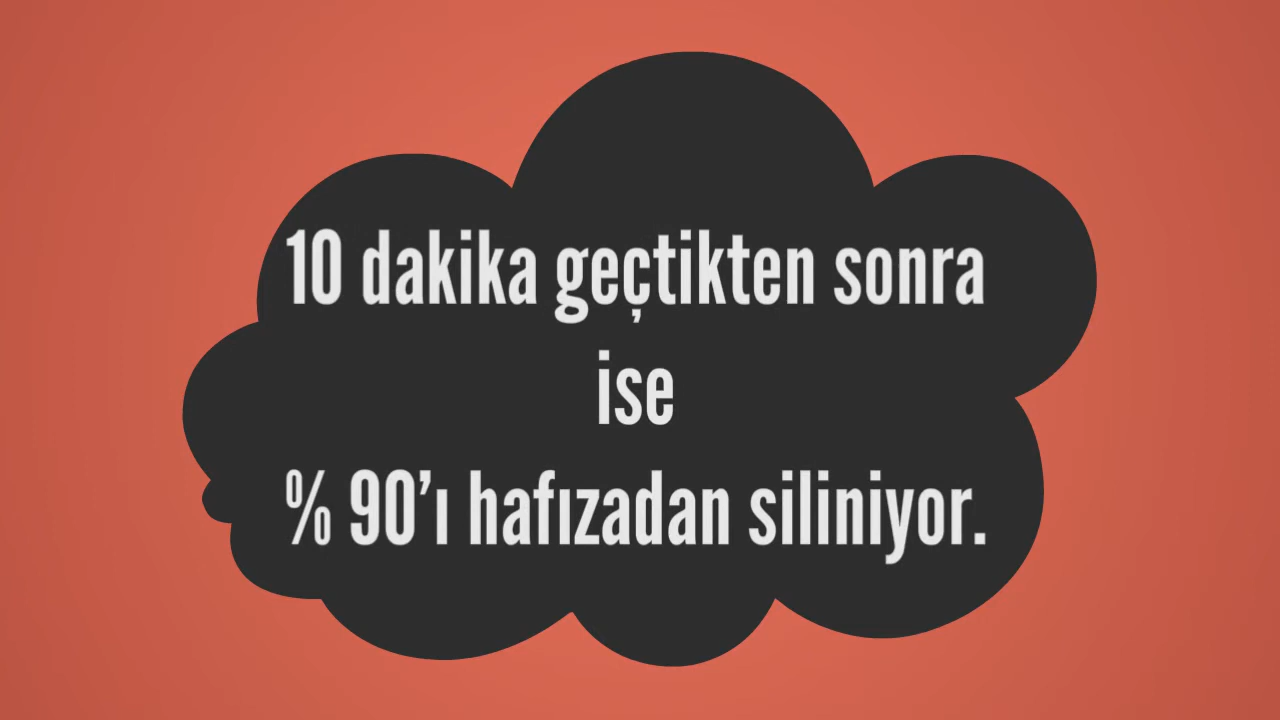 10 dakika geçtikten sonra
ise
% 90’ı hafızadan siliniyor.